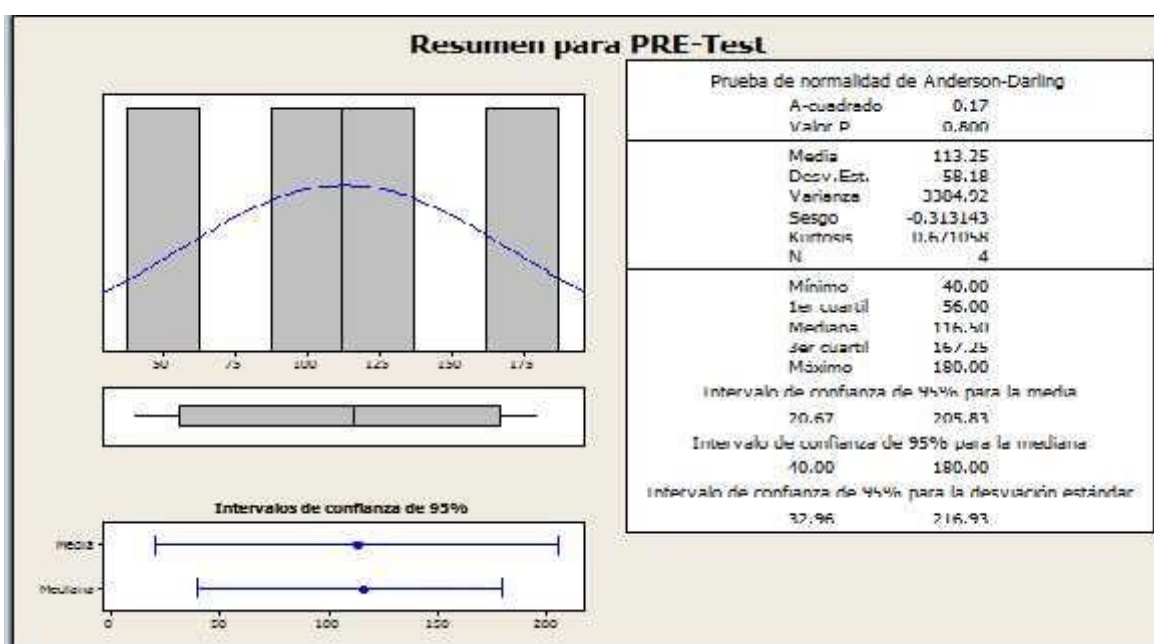 Resumen para PRE-Test
Prueba de normalidad de Anderson-Darling
A-cuadrado 0.17
Valor P 0.800
Media 113.25
Desv.Est. 58.18
Varianza 3384.92
Sesgo -0.313143
Kurtosis 0.671058
N 4
Mínimo 40.00
1er cuartil 56.00
Mediana 116.50
3er cuartil 167.25
Máximo 180.00
Intervalo de confianza de 95% para la media
20.67 205.83
Intervalo de confianza de 95% para la mediana
40.00 180.00
Intervalo de confianza de 95% para la desviación estándar
32.96 216.93
50 75 100 125 150 175
Intervalos de confianza de 95%
Media
Mediana
0 50 100 150 200